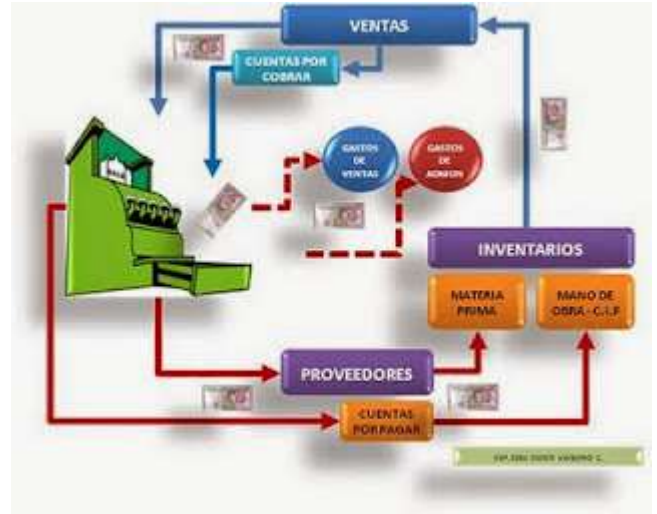 VENTAS
CUENTAS POR
COBRAR
GASTOS
DE
VENTAS
GASTOS
DE
ADMON
INVENTARIOS
MATERIA
PRIMA
MANO DE
OBRA - C.I.F
PROVEEDORES
CUENTAS
POR PAGAR